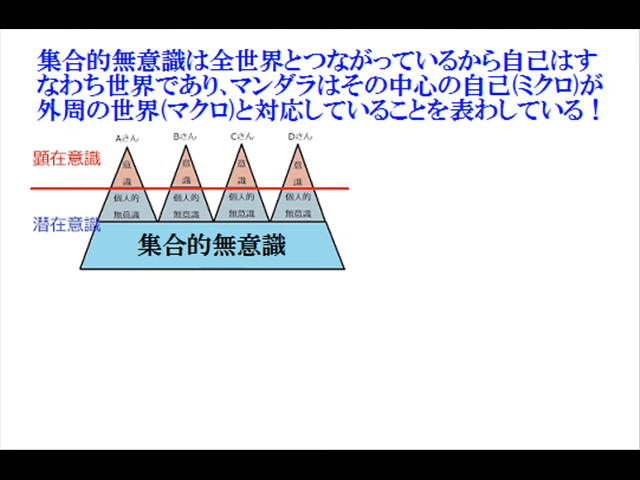 集合的無意識は全世界とつながっているから自己はす
なわち世界であり、マンダラはその中心の自己(ミクロ)が
外周の世界(マクロ)と対応していることを表わしている！
Aさん Bさん Cさん Dさん
顕在意識
意 意 意 意
識 識 識 識
個人的 個人的 個人的 個人的
無意識 無意識 無意識 無意識
潜在意識
集合的無意識